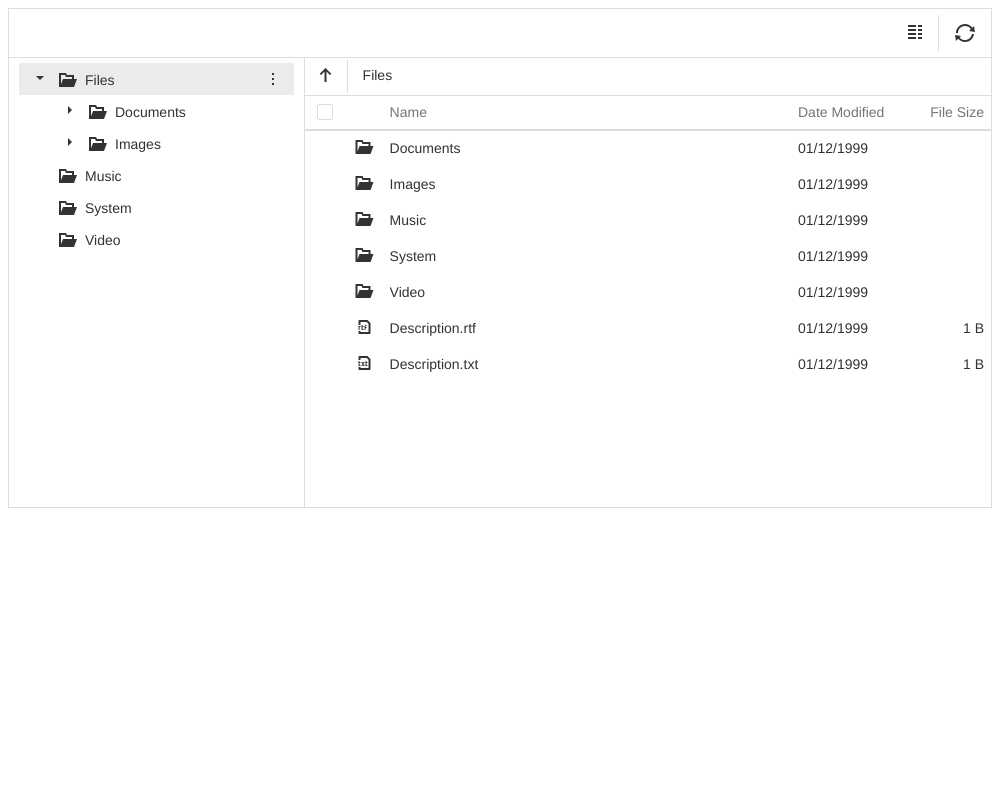 Files
Documents
Images
Music
System
Video
Files
Name Date Modified File Size
Documents 01/12/1999
Images 01/12/1999
Music 01/12/1999
System 01/12/1999
Video 01/12/1999
rtf Description.rtf 01/12/1999 1 B
txt Description.txt 01/12/1999 1 B